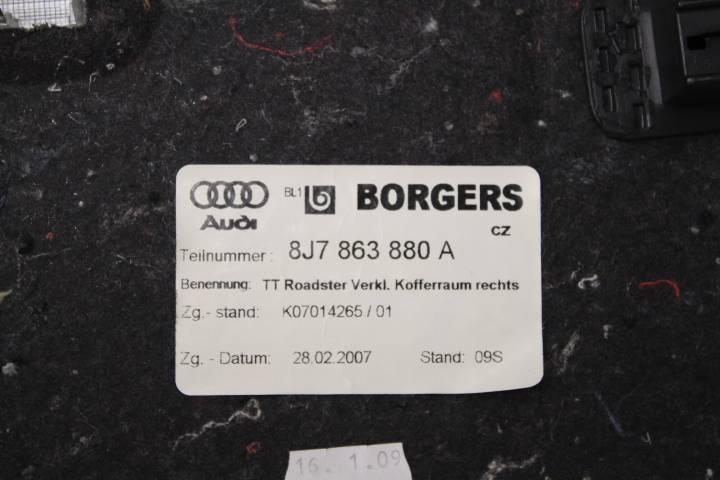 BL1 BORGERS
Audi
CZ
Teilnummer: 8J7 863 880 A
Benennung: TT Roadster Verkl. Kofferraum rechts
Zg.- stand: K07014265 / 01
Zg. - Datum: 28.02.2007 Stand: 09S
16. 1.09